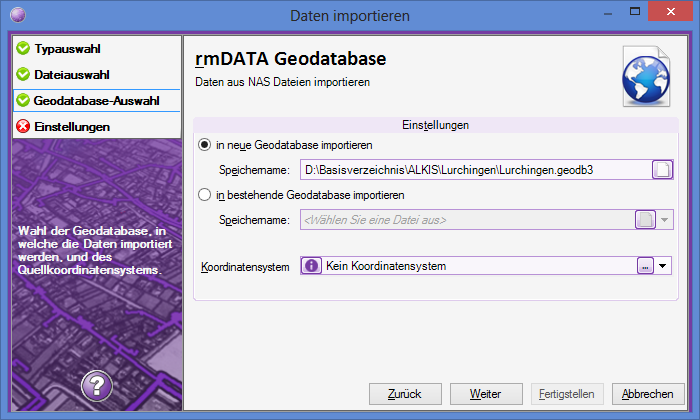 Daten importieren
Typauswahl
Dateiauswahl
Geodatabase-Auswahl
Einstellungen
Wahl der Geodatabase, in
welche die Daten importiert
werden, und des
Quellkoordinatensystems.
?
rmDATA Geodatabase
Daten aus NAS Dateien importieren
Einstellungen
in neue Geodatabase importieren
Speichername: D:\Basisverzeichnis\ALKIS\Lurchingen\Lurchingen.geodb3
in bestehende Geodatabase importieren
Speichername: <Wählen Sie eine Datei aus>
Koordinatensystem Kein Koordinatensystem ...
Zurück Weiter Fertigstellen Abbrechen